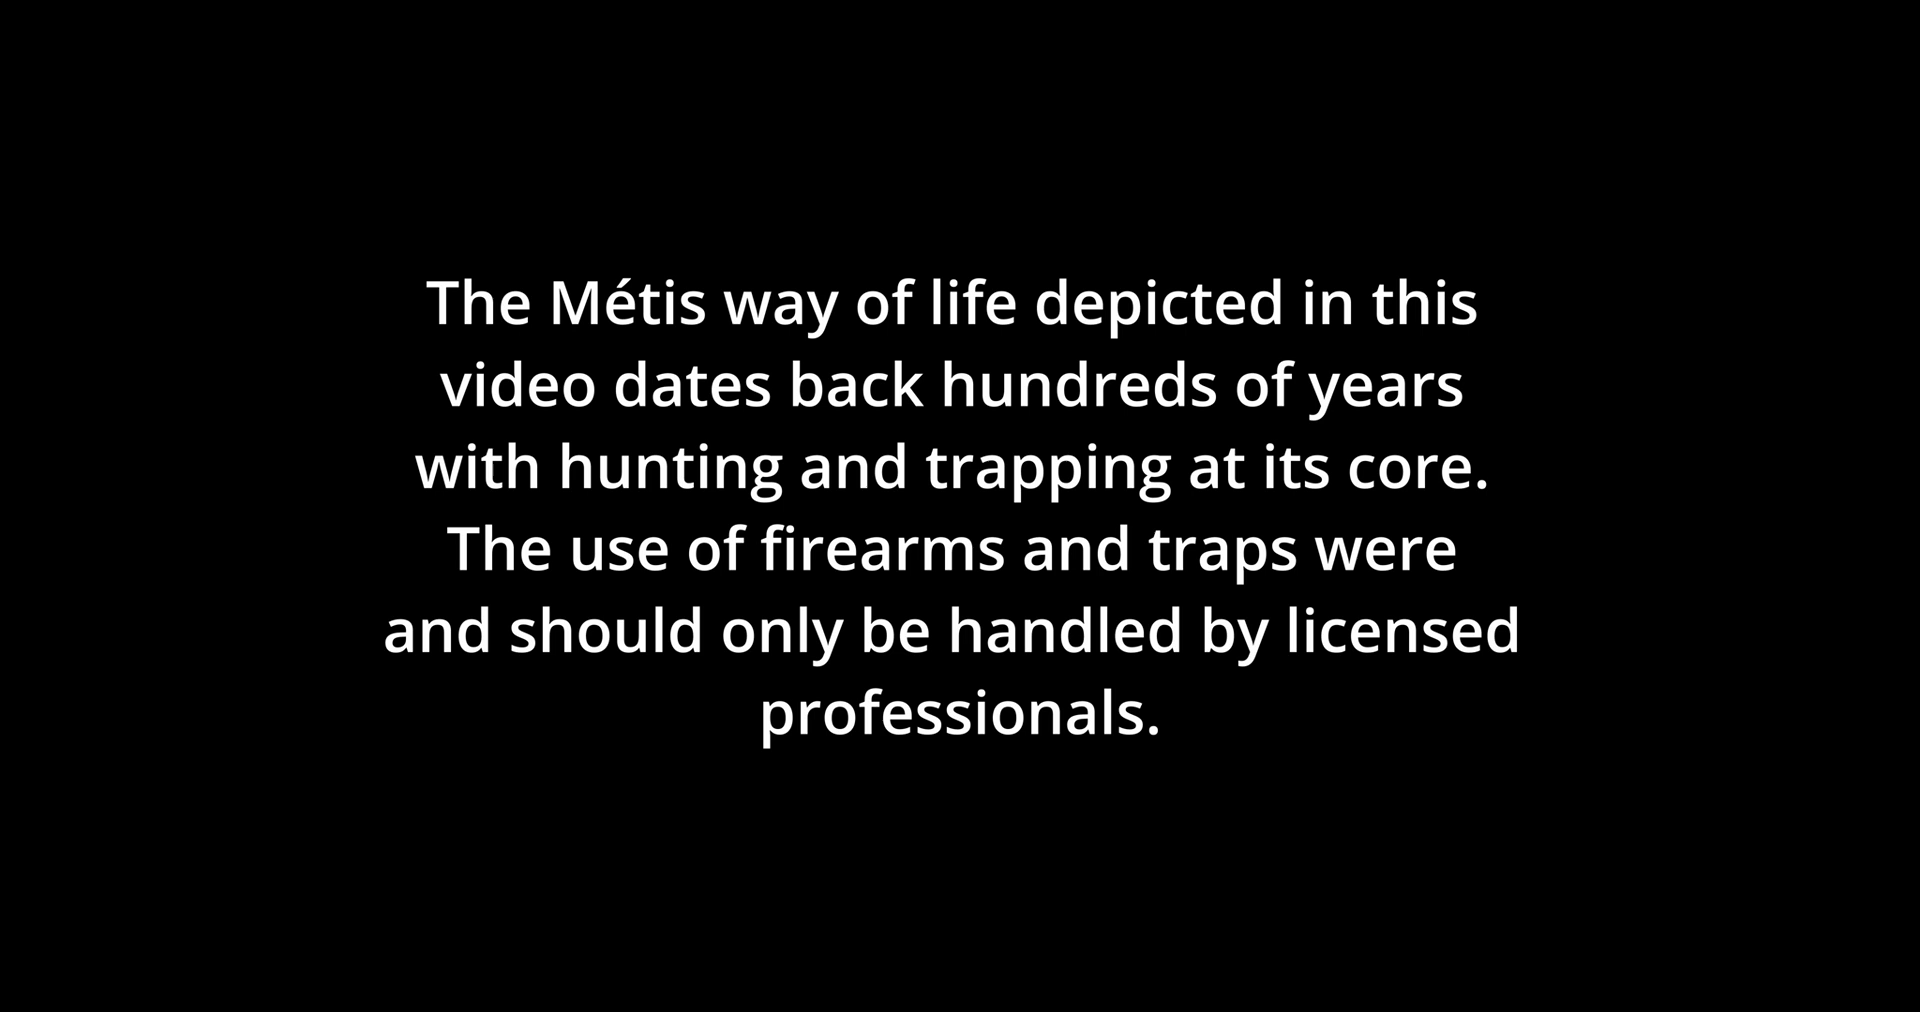 The Métis way of life depicted in this
video dates back hundreds of years
with hunting and trapping at its core.
The use of firearms and traps were
and should only be handled by licensed
professionals.